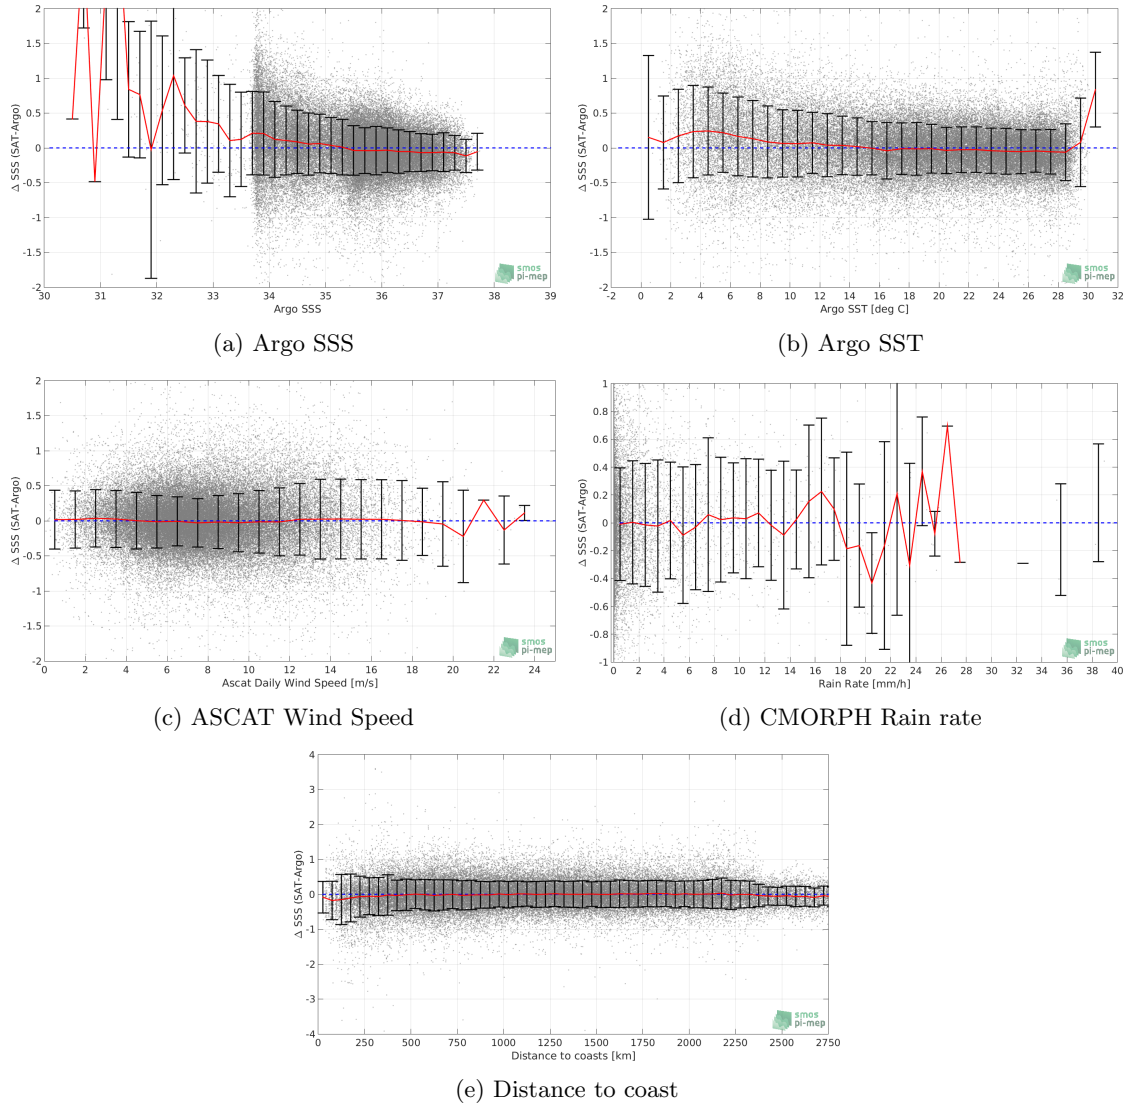 2
1.5
1
0.5
0
-0.5
-1
-1.5
-2
Δ SSS (SAT-Argo)
30 31 32 33 34 35 36 37 38 39
Argo SSS
smos
pi-mep
(a) Argo SSS
2
1.5
1
0.5
0
-0.5
-1
-1.5
-2
Δ SSS (SAT-Argo)
-2 0 2 4 6 8 10 12 14 16 18 20 22 24 26 28 30 32
Argo SST [deg C]
smos
pi-mep
(b) Argo SST
2
1.5
1
0.5
0
-0.5
-1
-1.5
-2
Δ SSS (SAT-Argo)
0 2 4 6 8 10 12 14 16 18 20 22 24
Ascat Daily Wind Speed [m/s]
smos
pi-mep
(c) ASCAT Wind Speed
1
0.8
0.6
0.4
0.2
0
-0.2
-0.4
-0.6
-0.8
-1
Δ SSS (SAT-Argo)
0 2 4 6 8 10 12 14 16 18 20 22 24 26 28 30 32 34 36 38 40
Rain Rate [mm/h]
smos
pi-mep
(d) CMORPH Rain rate
4
3
2
1
0
-1
-2
-3
-4
Δ SSS (SAT-Argo)
0 250 500 750 1000 1250 1500 1750 2000 2250 2500 2750
Distance to coasts [km]
smos
pi-mep
(e) Distance to coast